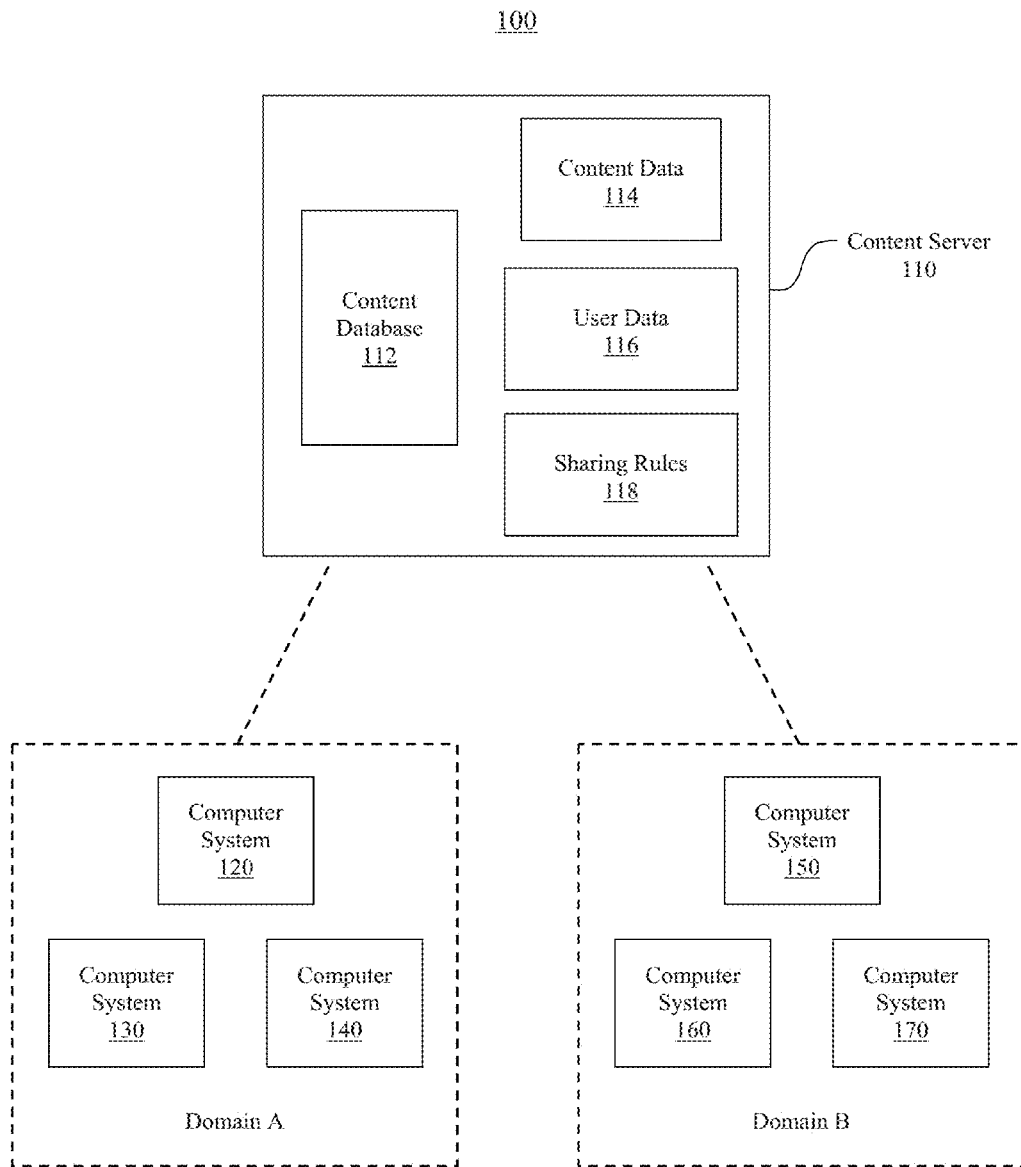 100
Content Data
114
Content Server
110
Content
Database
112
User Data
116
Sharing Rules
118
Computer
System
120
Computer
System
130
Computer
System
140
Domain A
Computer
System
150
Computer
System
160
Computer
System
170
Domain B